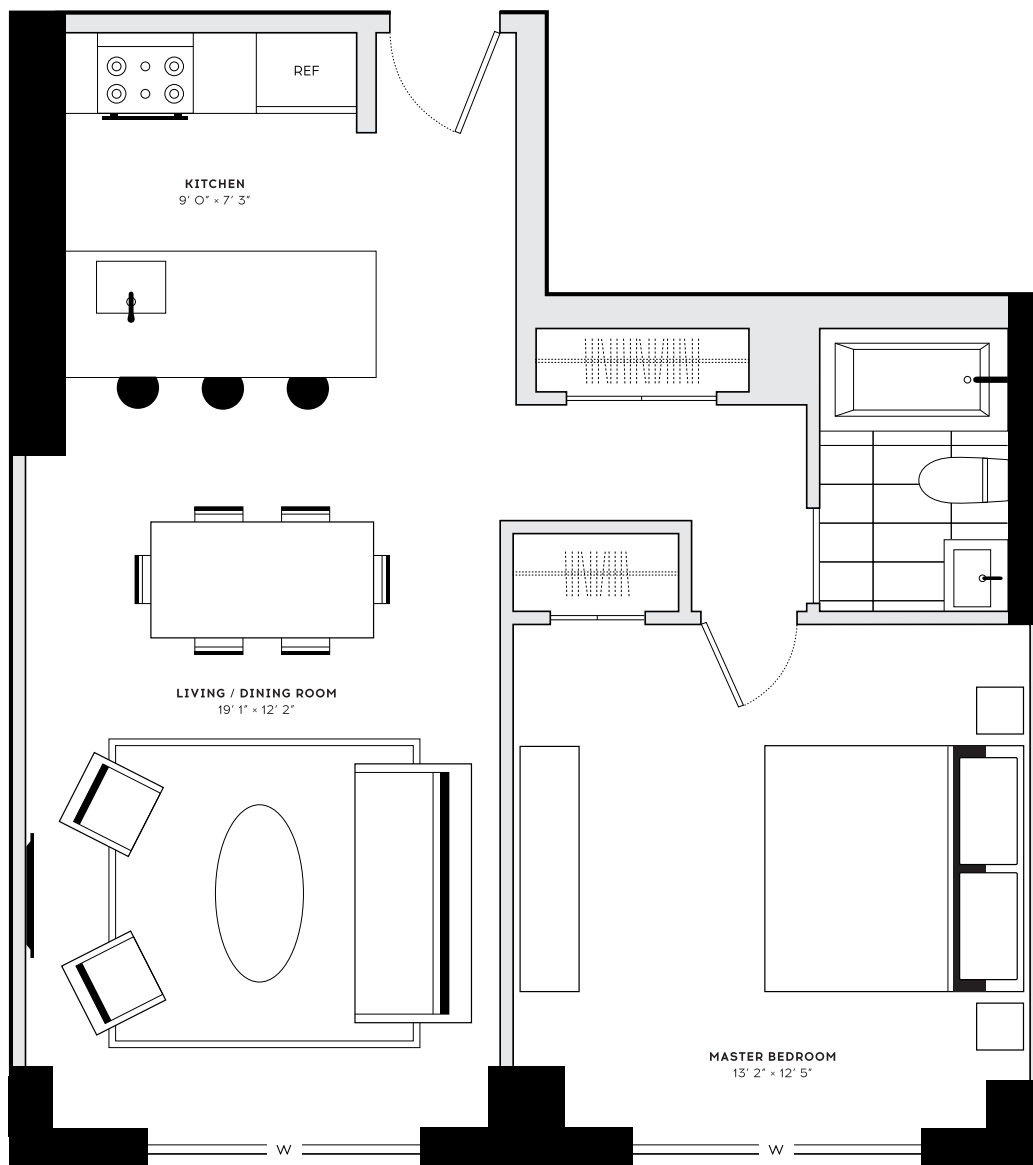 REF
KITCHEN
9' 0" × 7' 3"
LIVING / DINING ROOM
19' 1" × 12' 2"
MASTER BEDROOM
13' 2" × 12' 5"
W
W